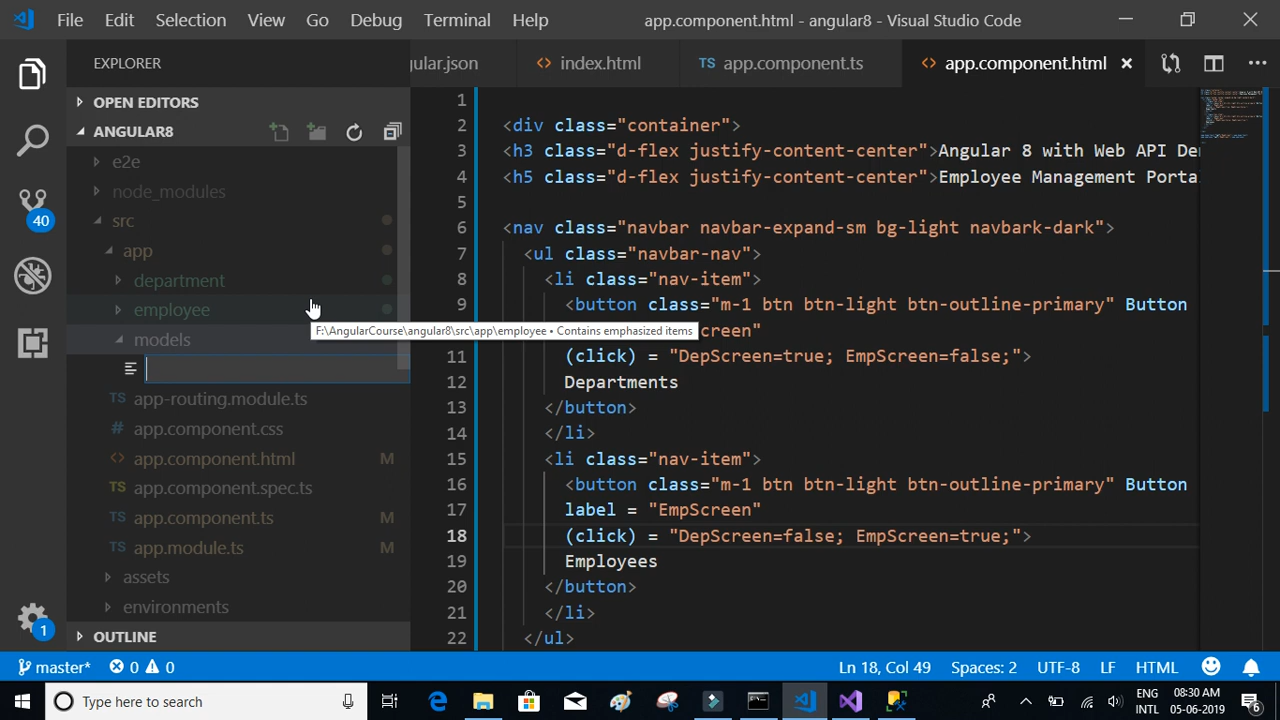 File Edit Selection View Go Debug Terminal Help app.component.html - angular8 - Visual Studio Code
EXPLORER
gular.json index.html TS app.component.ts app.component.html
OPEN EDITORS
ANGULAR8
e2e
node_modules
src
app
department
employee
models
F:\AngularCourse\angular8\src\app\employee • Contains emphasized items
TS app-routing.module.ts
# app.component.css
app.component.html M
TS app.component.spec.ts
TS app.component.ts M
TS app.module.ts M
assets
environments
OUTLINE
40
1
1
2 <div class="container">
3 <h3 class="d-flex justify-content-center">Angular 8 with Web API De
4 <h5 class="d-flex justify-content-center">Employee Management Porta
5
6 <nav class="navbar navbar-expand-sm bg-light navbark-dark">
7 <ul class="navbar-nav">
8 <li class="nav-item">
9 <button class="m-1 btn btn-light btn-outline-primary" Button
creen"
11 (click) = "DepScreen=true; EmpScreen=false;">
12 Departments
13 </button>
14 </li>
15 <li class="nav-item">
16 <button class="m-1 btn btn-light btn-outline-primary" Button
17 label = "EmpScreen"
18 (click) = "DepScreen=false; EmpScreen=true;">
19 Employees
20 </button>
21 </li>
22 </ul>
master* 0 0 Ln 18, Col 49 Spaces: 2 UTF-8 LF HTML
Type here to search
ENG 08:30 AM
INTL 05-06-2019
6